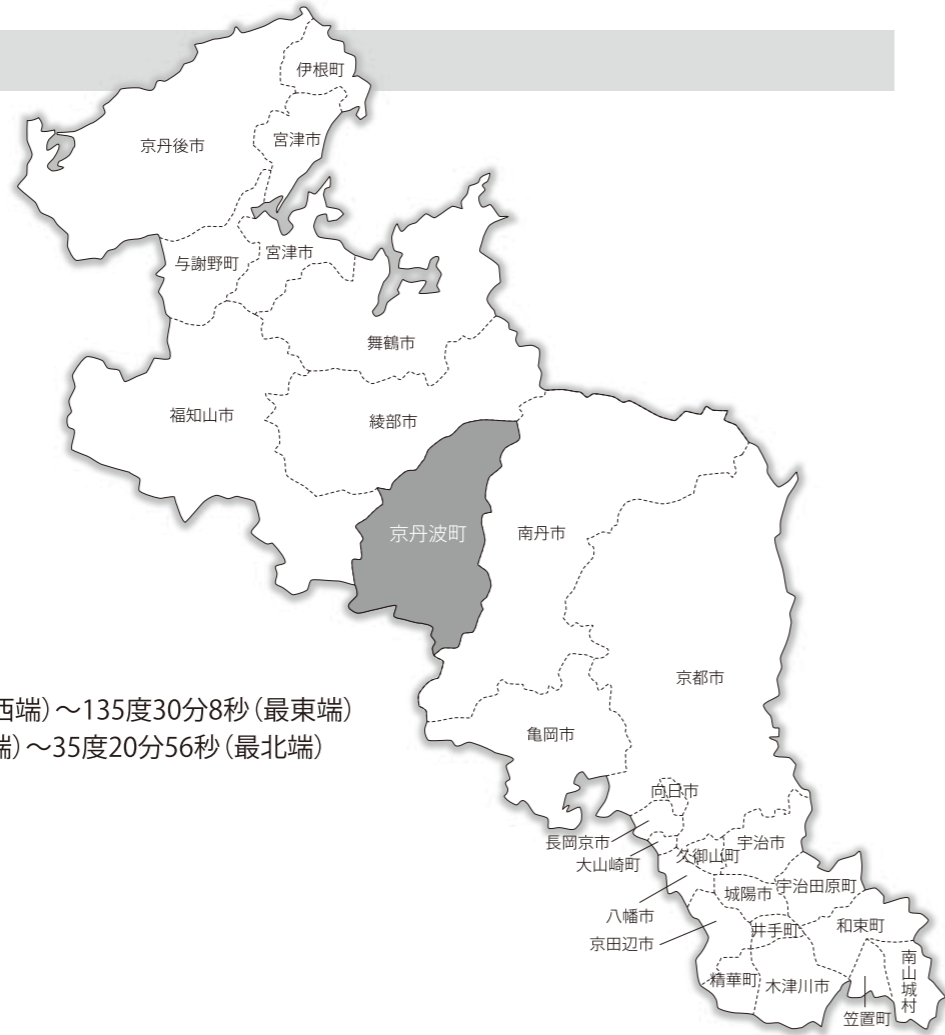 伊根町
宮津市
京丹後市
宮津市
与謝野町
舞鶴市
福知山市
綾部市
京丹波町
南丹市
京都市
西端)～135度30分8秒(最東端)
端)～35度20分56秒(最北端)
亀岡市
向日市
長岡京市
宇治市
久御山町
大山崎町
宇治田原町
城陽市
八幡市
和束町
井手町
京田辺市
南山城村
精華町
木津川市
笠置町